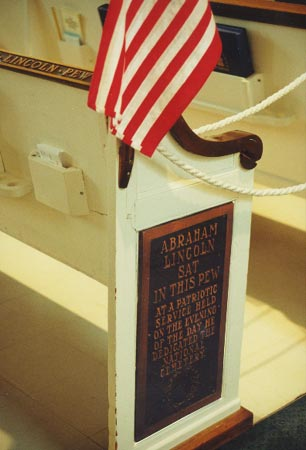 LINCOLN PEW
ABRAHAM
LINCOLN
SAT
IN THIS PEW
AT A PATRIOTIC
SERVICE HELD
ON THE EVENING
OF THE DAY HE
DEDICATED THE
NATIONAL
CEMETERY